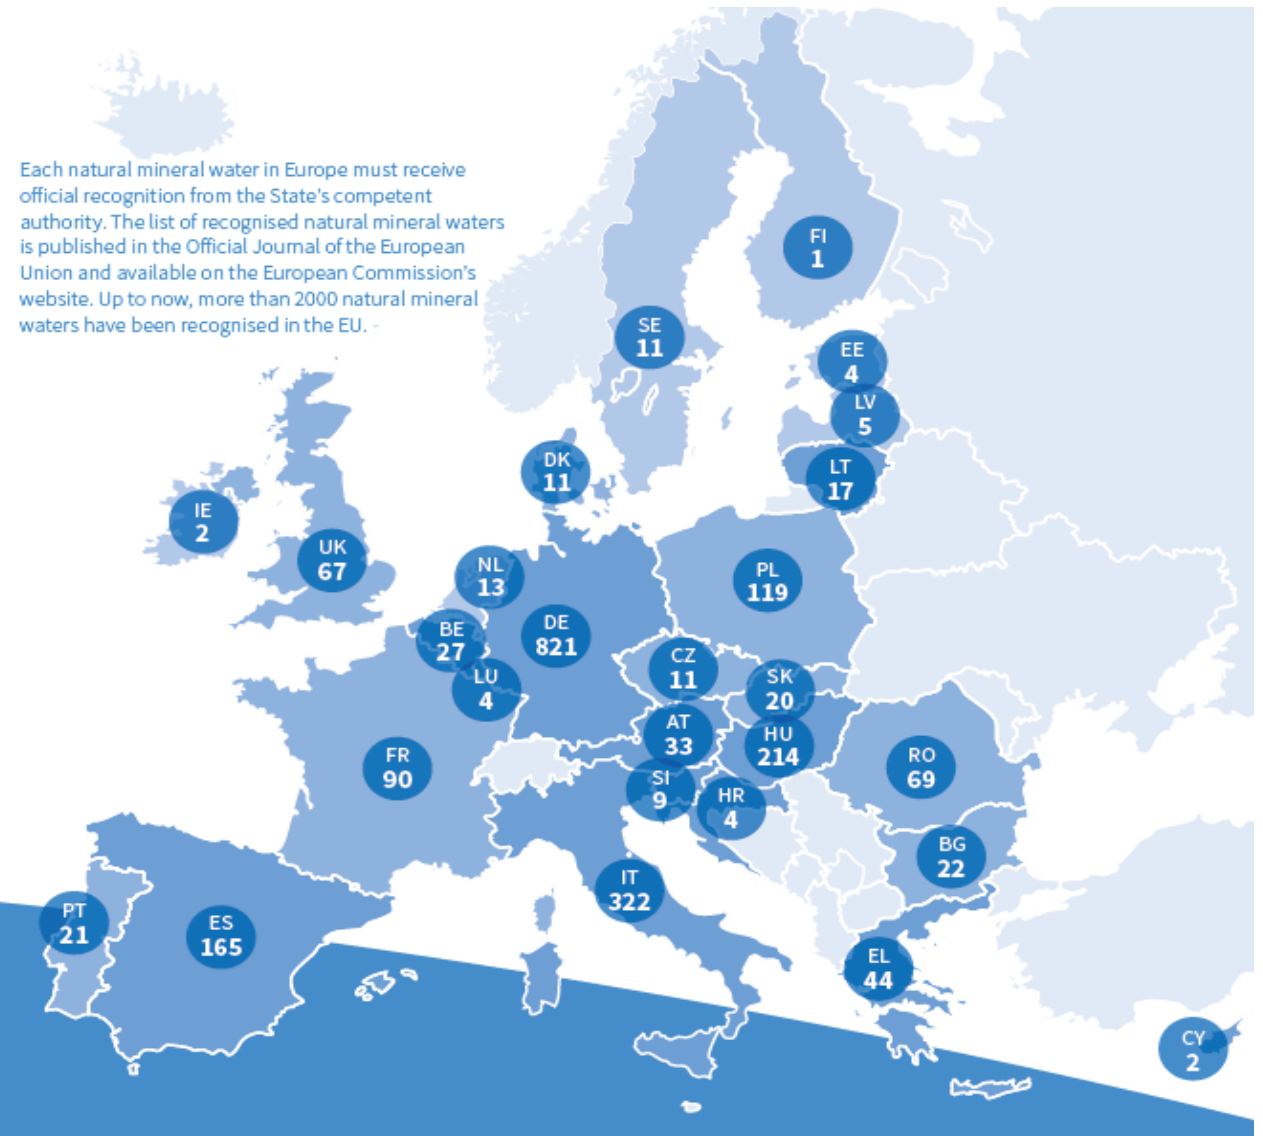 Each natural mineral water in Europe must receive
official recognition from the State's competent
authority. The list of recognised natural mineral waters
is published in the Official Journal of the European
Union and available on the European Commission's
website. Up to now, more than 2000 natural mineral
waters have been recognised in the EU.
FI
1
SE
11
EE
4
LV
5
DK
11
LT
17
IE
2
UK
67
NL
13
PL
119
BE
27
DE
821
CZ
11
LU
4
SK
20
AT
33
HU
214
FR
90
RO
69
SI
9
HR
4
BG
22
IT
322
PT
21
ES
165
EL
44
CY
2